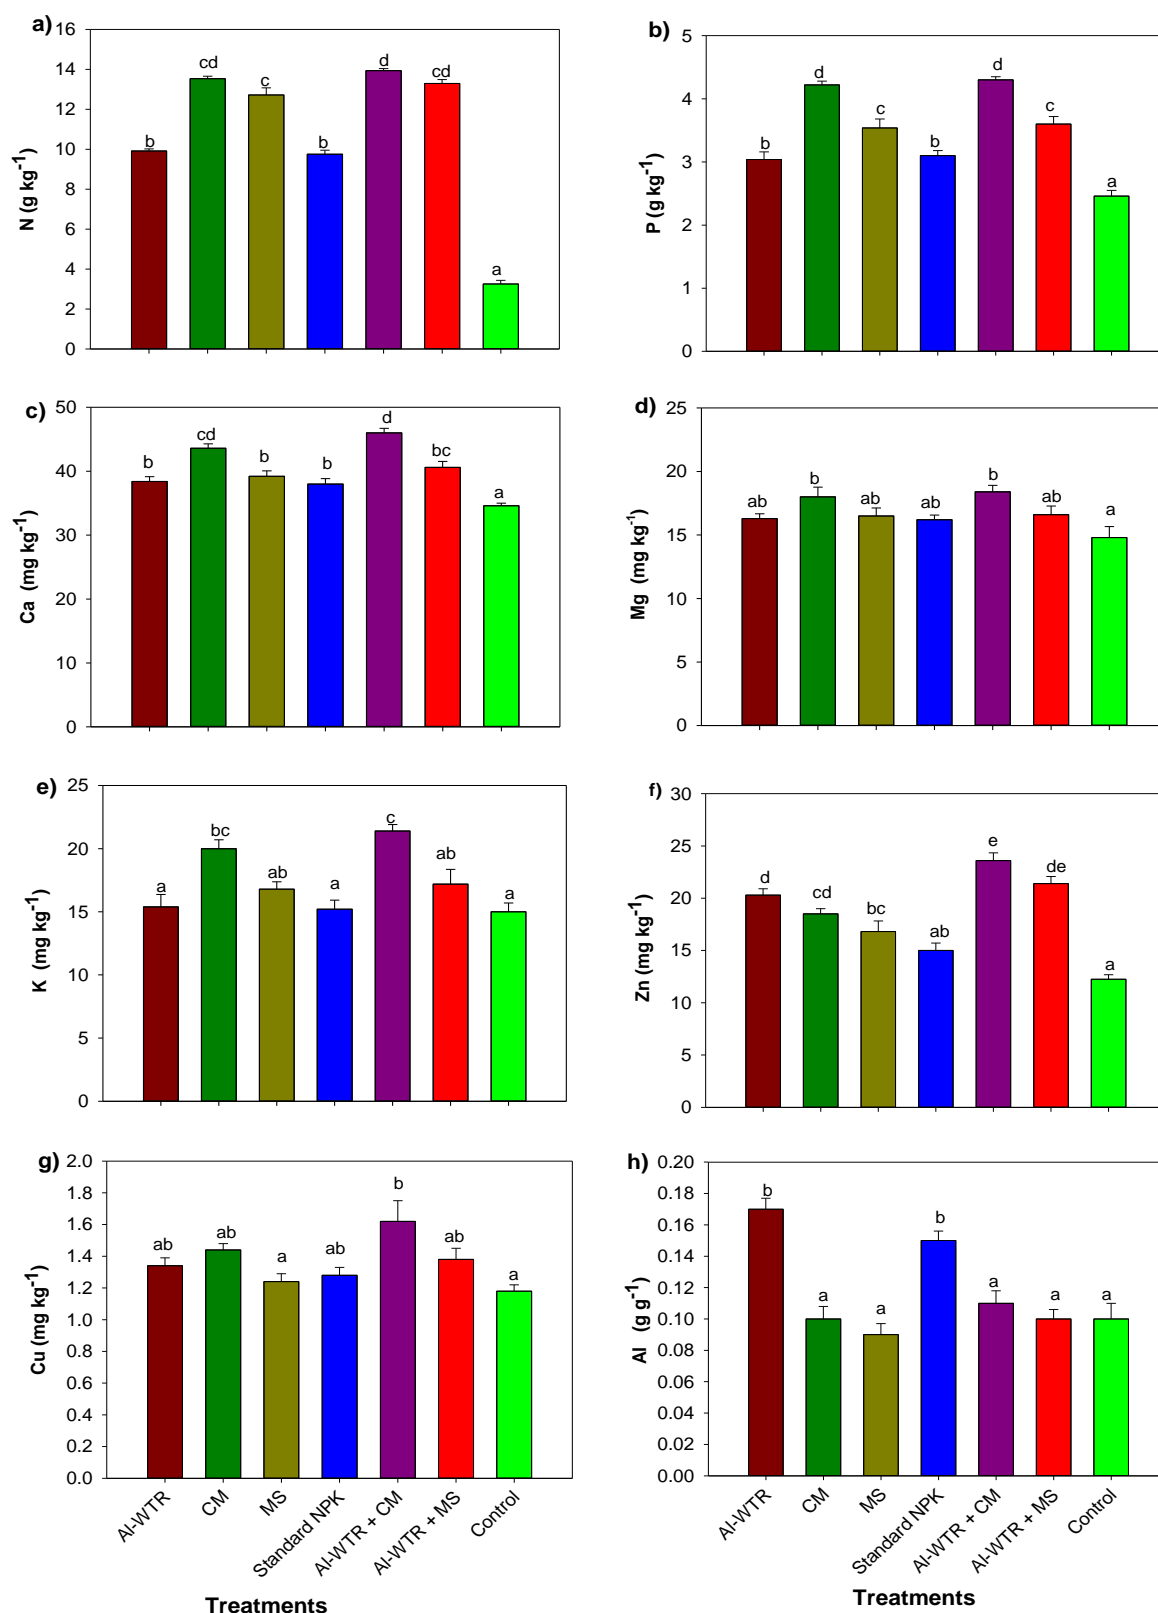 a)
16
14
12
10
8
6
4
2
0
N (g kg⁻¹)
b
cd
c
b
d
cd
a
b)
5
4
3
2
1
0
P (g kg⁻¹)
b
d
c
b
d
c
a
c)
50
40
30
20
10
0
Ca (mg kg⁻¹)
b
cd
b
b
d
bc
a
d)
25
20
15
10
5
0
Mg (mg kg⁻¹)
ab
b
ab
ab
b
ab
a
e)
25
20
15
10
5
0
K (mg kg⁻¹)
a
bc
ab
a
c
ab
a
f)
30
25
20
15
10
5
0
Zn (mg kg⁻¹)
d
cd
bc
ab
e
de
a
g)
2.0
1.8
1.6
1.4
1.2
1.0
0.8
0.6
0.4
0.2
0.0
Cu (mg kg⁻¹)
ab
ab
a
ab
b
ab
a
Al-WTR
CM
MS
Standard NPK
Al-WTR + CM
Al-WTR + MS
Control
Treatments
h)
0.20
0.18
0.16
0.14
0.12
0.10
0.08
0.06
0.04
0.02
0.00
Al (g g⁻¹)
b
a
a
b
a
a
a
Al-WTR
CM
MS
Standard NPK
Al-WTR + CM
Al-WTR + MS
Control
Treatments